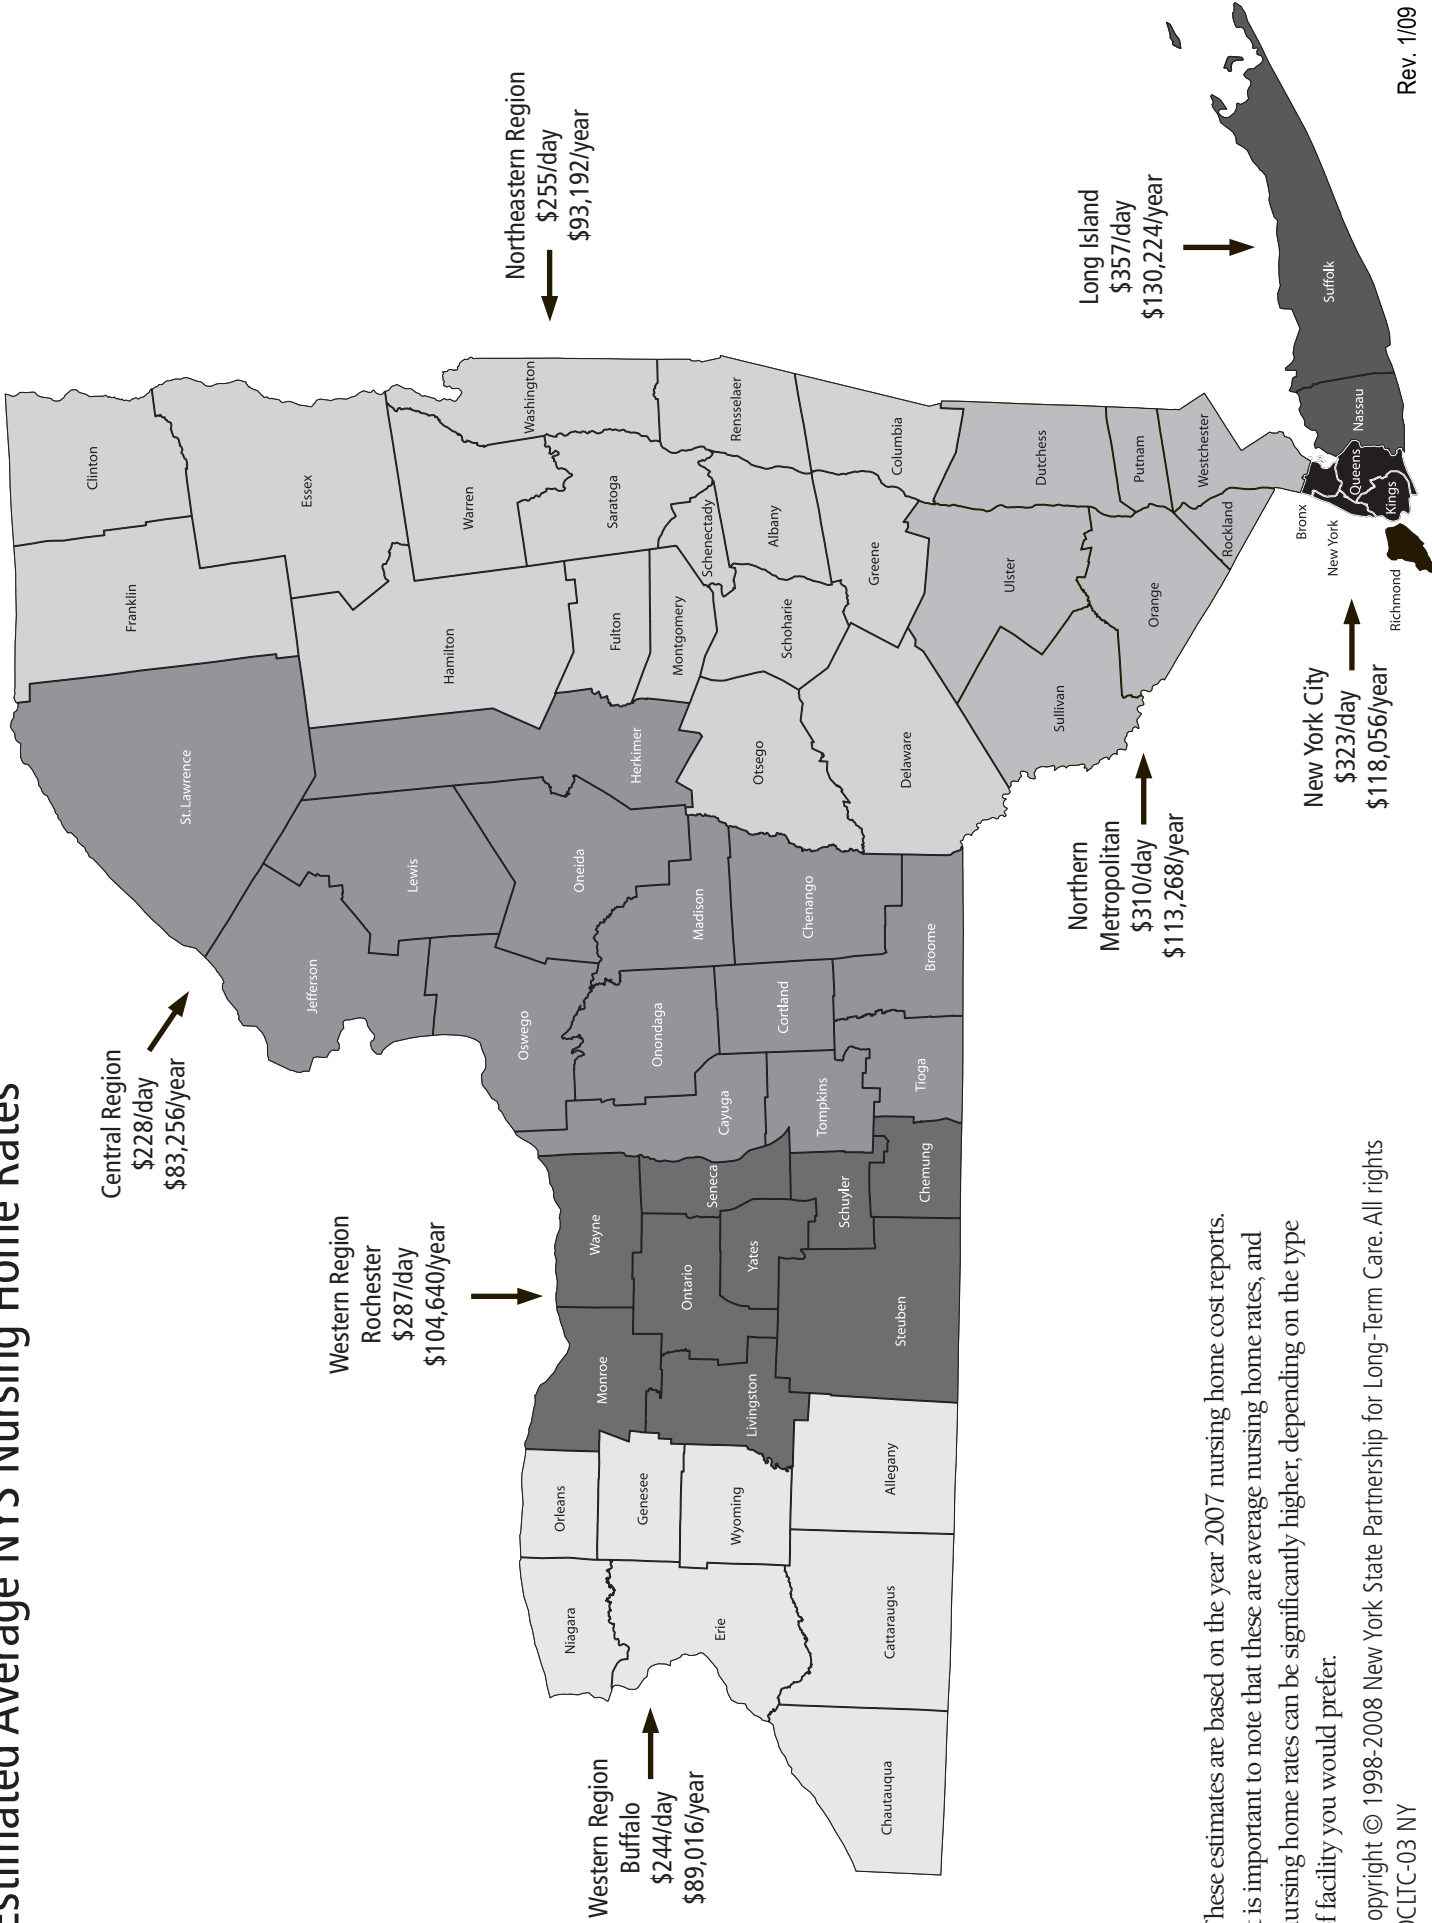 Estimated Average NYS Nursing Home Rates
Central Region
$228/day
$83,256/year
Northeastern Region
$255/day
$93,192/year
Western Region
Rochester
$287/day
$104,640/year
Western Region
Buffalo
$244/day
$89,016/year
Long Island
$357/day
$130,224/year
Northern
Metropolitan
$310/day
$113,268/year
New York City
$323/day
$118,056/year
Clinton
Franklin
St. Lawrence
Essex
Jefferson
Lewis
Hamilton
Warren
Washington
Oswego
Oneida
Herkimer
Fulton
Saratoga
Niagara
Orleans
Monroe
Wayne
Cayuga
Onondaga
Madison
Montgomery
Schenectady
Rensselaer
Erie
Genesee
Wyoming
Livingston
Ontario
Yates
Seneca
Cortland
Chenango
Otsego
Schoharie
Albany
Chautauqua
Cattaraugus
Allegany
Steuben
Schuyler
Chemung
Tompkins
Tioga
Broome
Delaware
Greene
Columbia
Sullivan
Ulster
Dutchess
Orange
Putnam
Rockland
Westchester
Bronx
New York
Richmond
Kings
Queens
Nassau
Suffolk
These estimates are based on the year 2007 nursing home cost reports.
t is important to note that these are average nursing home rates, and
ursing home rates can be significantly higher, depending on the type
f facility you would prefer.
opyright © 1998-2008 New York State Partnership for Long-Term Care. All rights
OCLTC-03 NY
Rev. 1/09